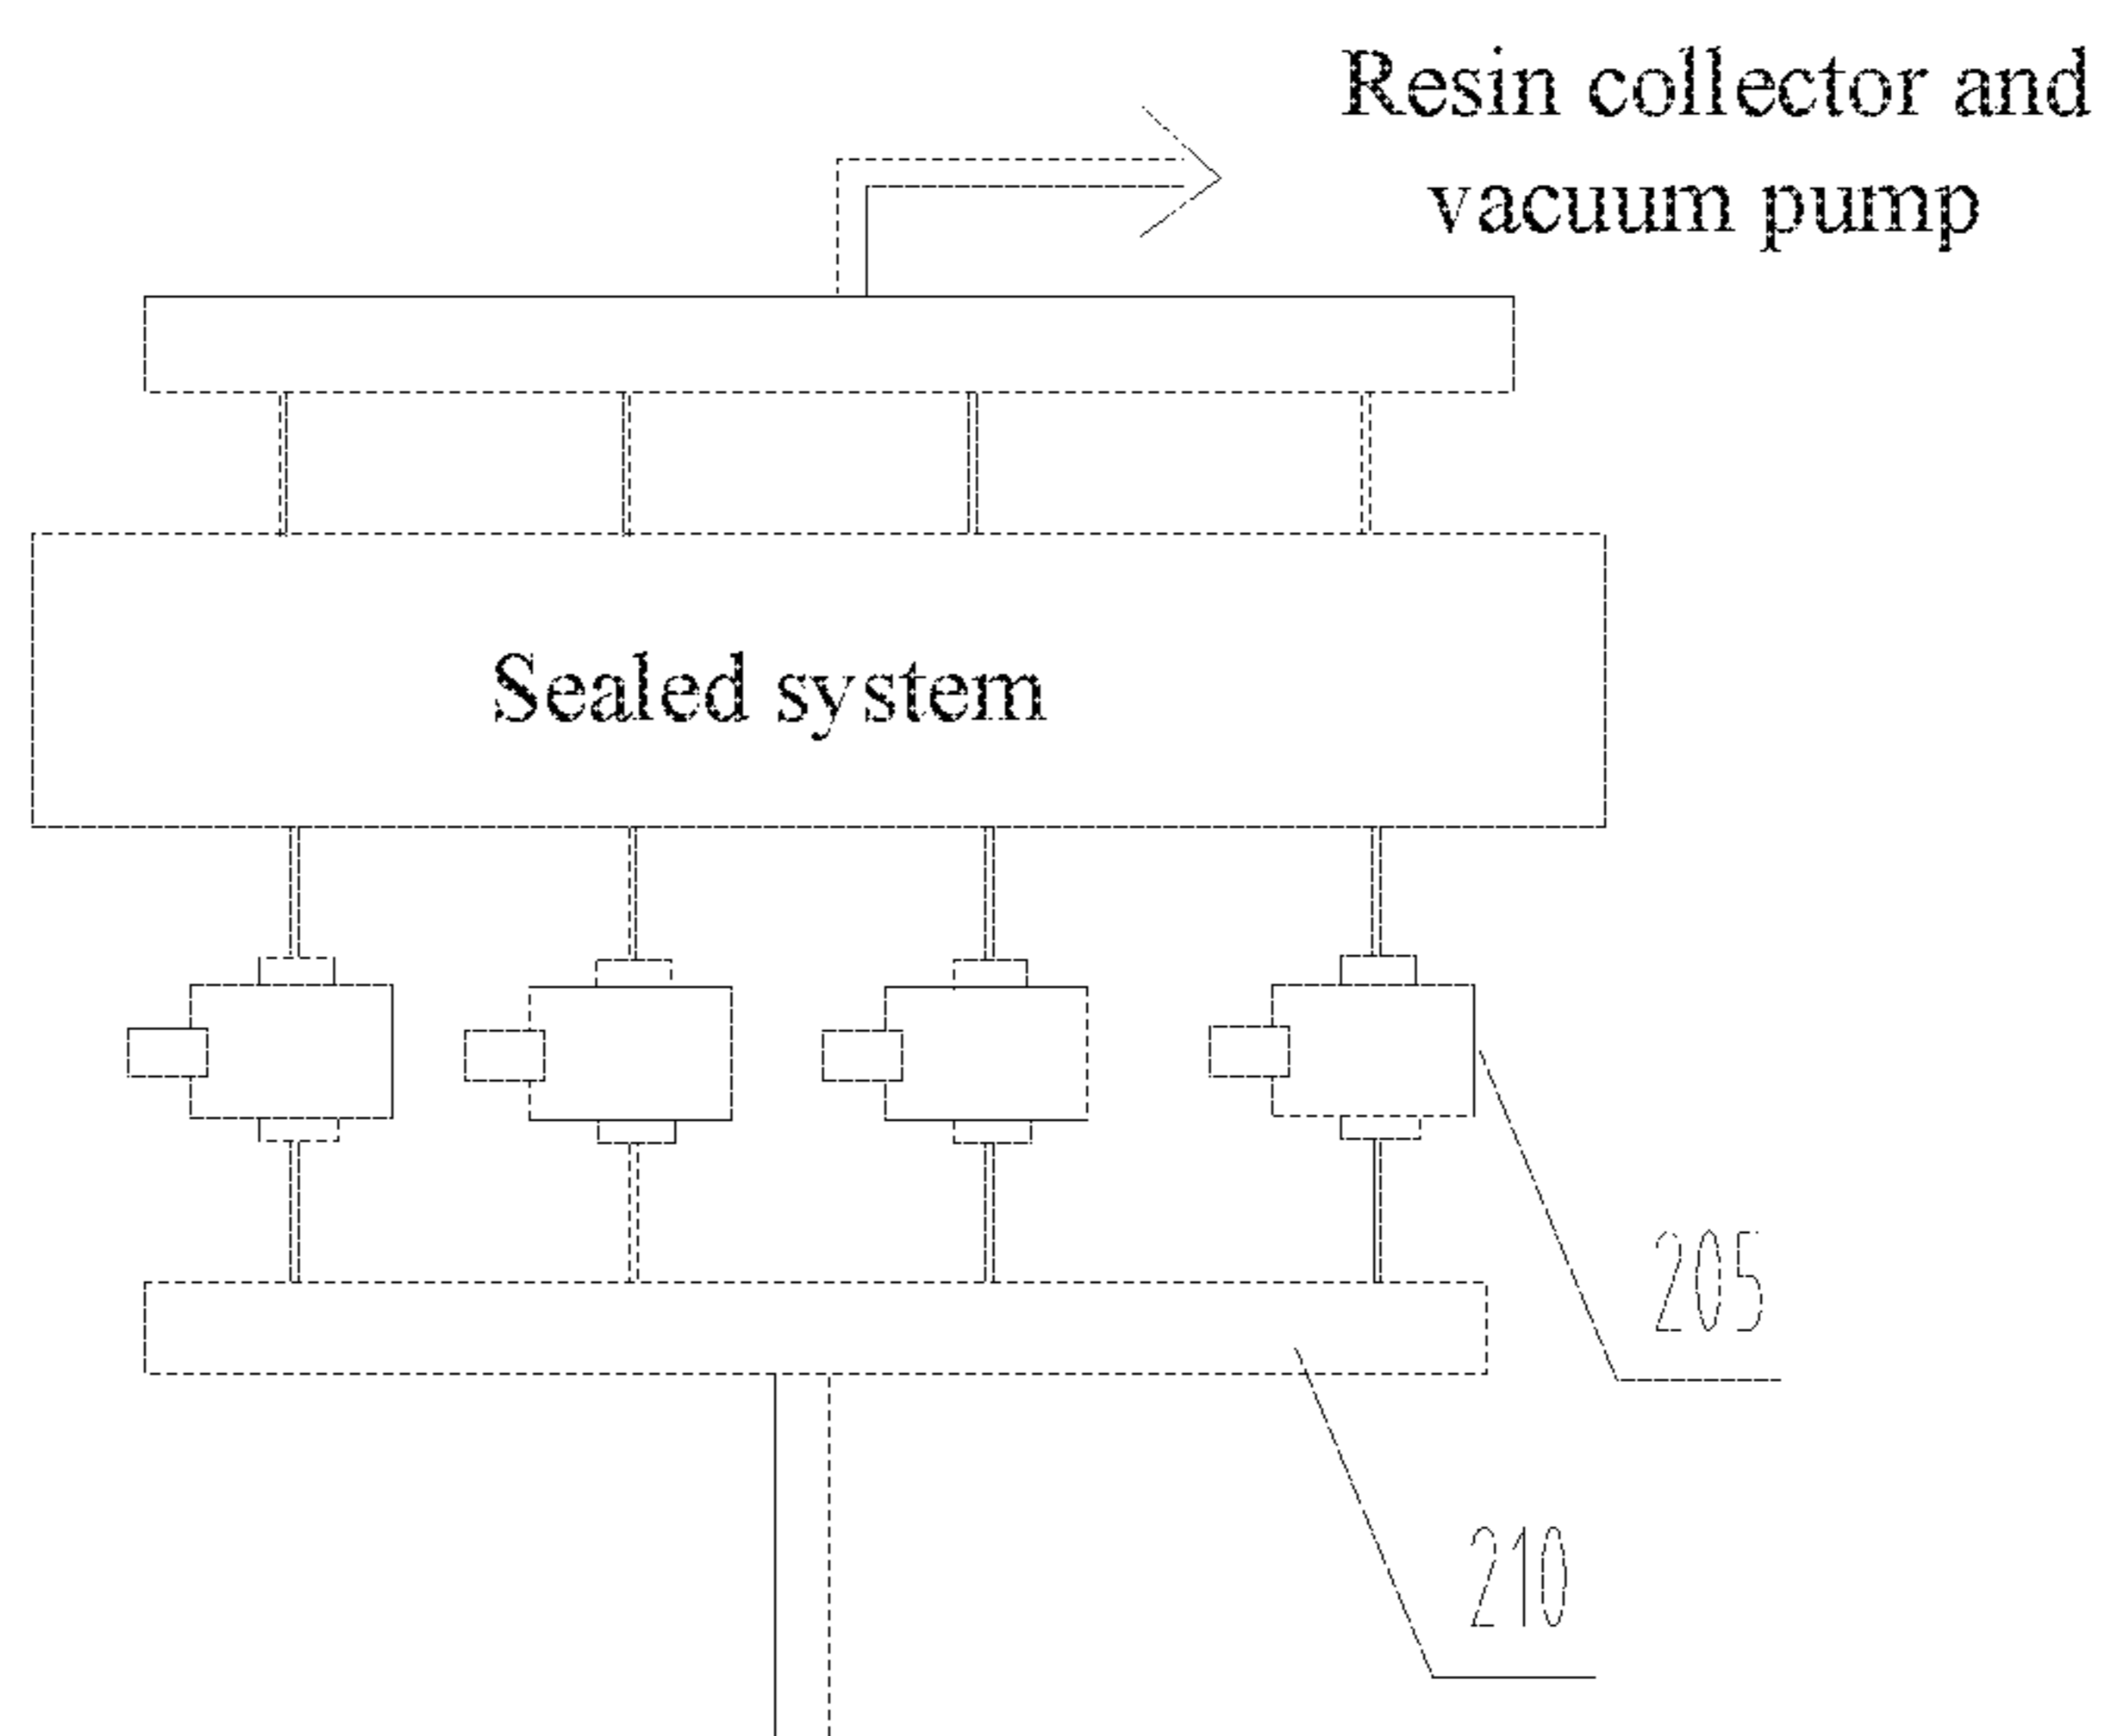 Resin collector and
vacuum pump
Sealed system
205
210